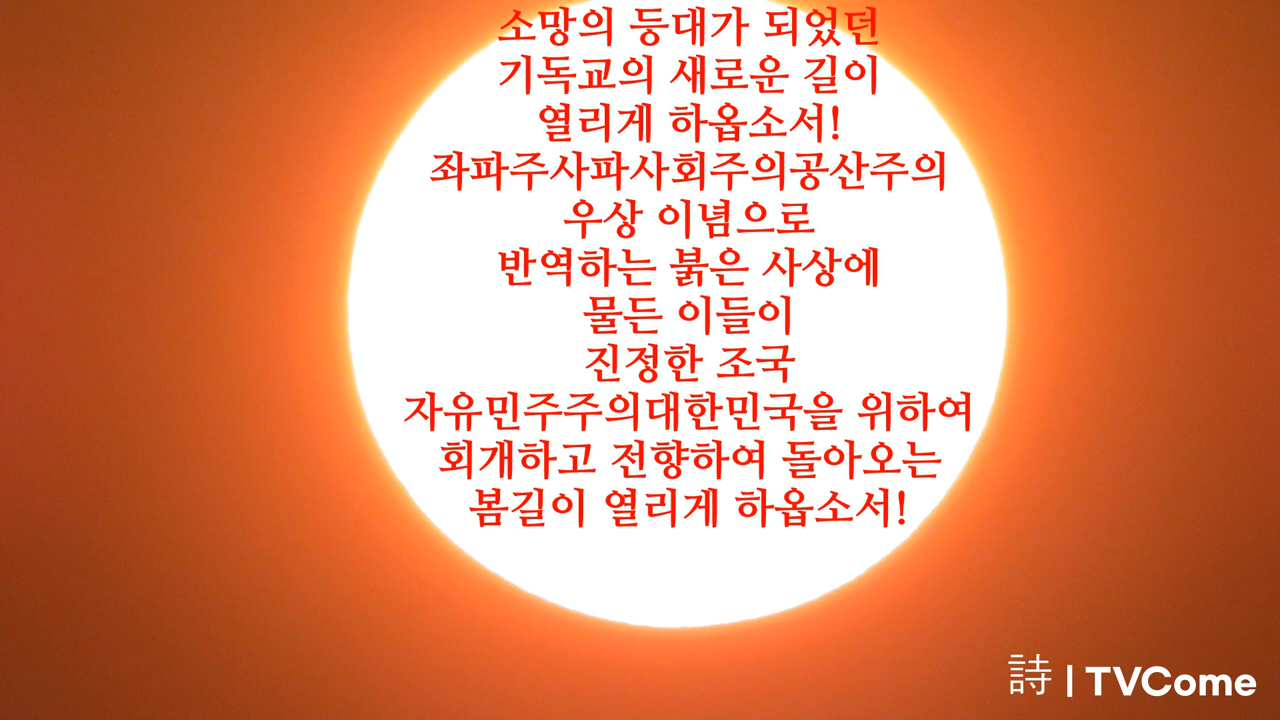 소망의 등대가 되었던
기독교의 새로운 길이
열리게 하옵소서!
좌파주사파사회주의공산주의
우상 이념으로
반역하는 붉은 사상에
물든 이들이
진정한 조국
자유민주주의대한민국을 위하여
회개하고 전향하여 돌아오는
봄길이 열리게 하옵소서!
詩 | TVCome